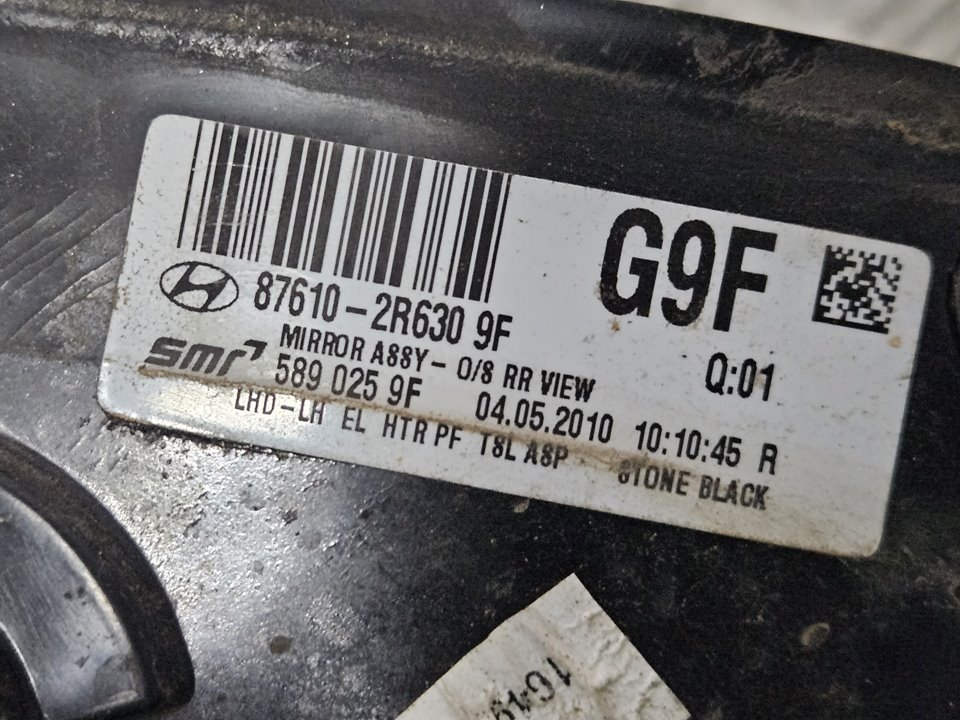 G9F
87610-2R630 9F
MIRROR ASSY- O/S RR VIEW
Q:01
smr
589 025 9F 04.05.2010 10:10:45 R
LHD-LH EL HTR PF TSL ASP STONE BLACK